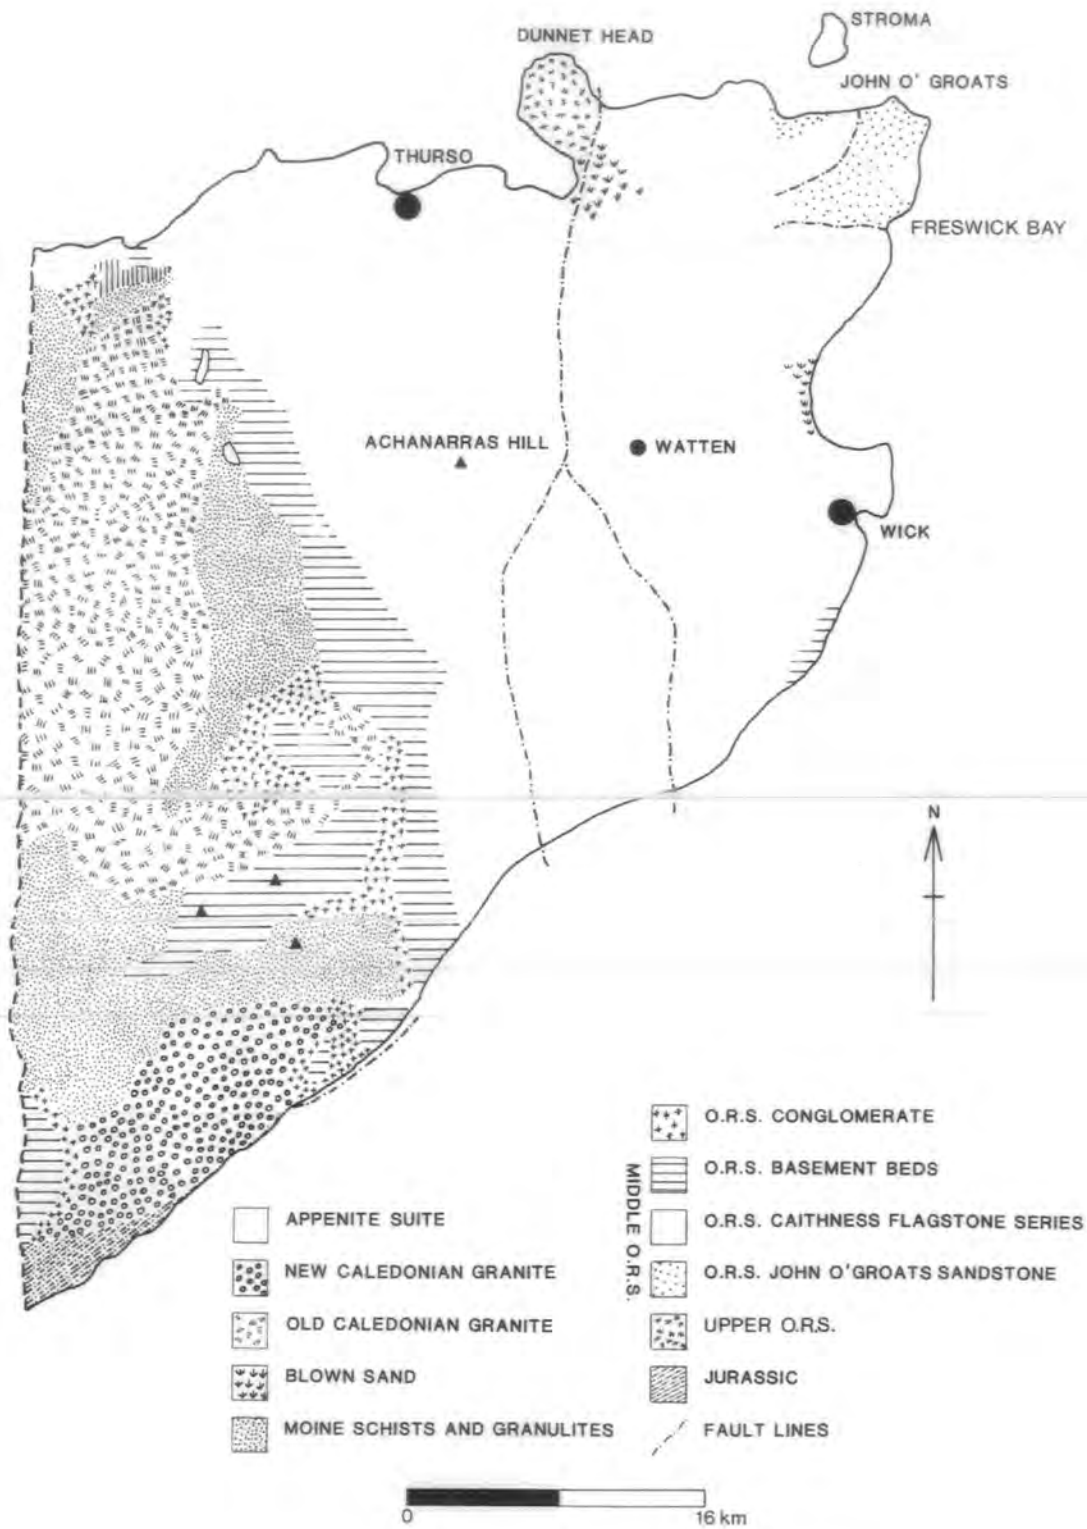 STROMA
DUNNET HEAD
JOHN O' GROATS
THURSO
FRESWICK BAY
ACHANARRAS HILL
WATTEN
WICK
N
APPENITE SUITE
NEW CALEDONIAN GRANITE
OLD CALEDONIAN GRANITE
BLOWN SAND
MOINE SCHISTS AND GRANULITES
MIDDLE O.R.S.
O.R.S. CONGLOMERATE
O.R.S. BASEMENT BEDS
O.R.S. CAITHNESS FLAGSTONE SERIES
O.R.S. JOHN O'GROATS SANDSTONE
UPPER O.R.S.
JURASSIC
FAULT LINES
0 16 km